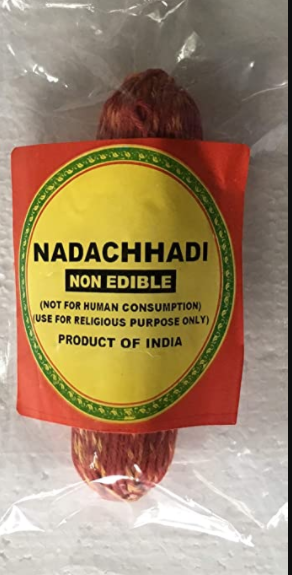 NADACHHADI
NON EDIBLE
(NOT FOR HUMAN CONSUMPTION)
(USE FOR RELIGIOUS PURPOSE ONLY)
PRODUCT OF INDIA